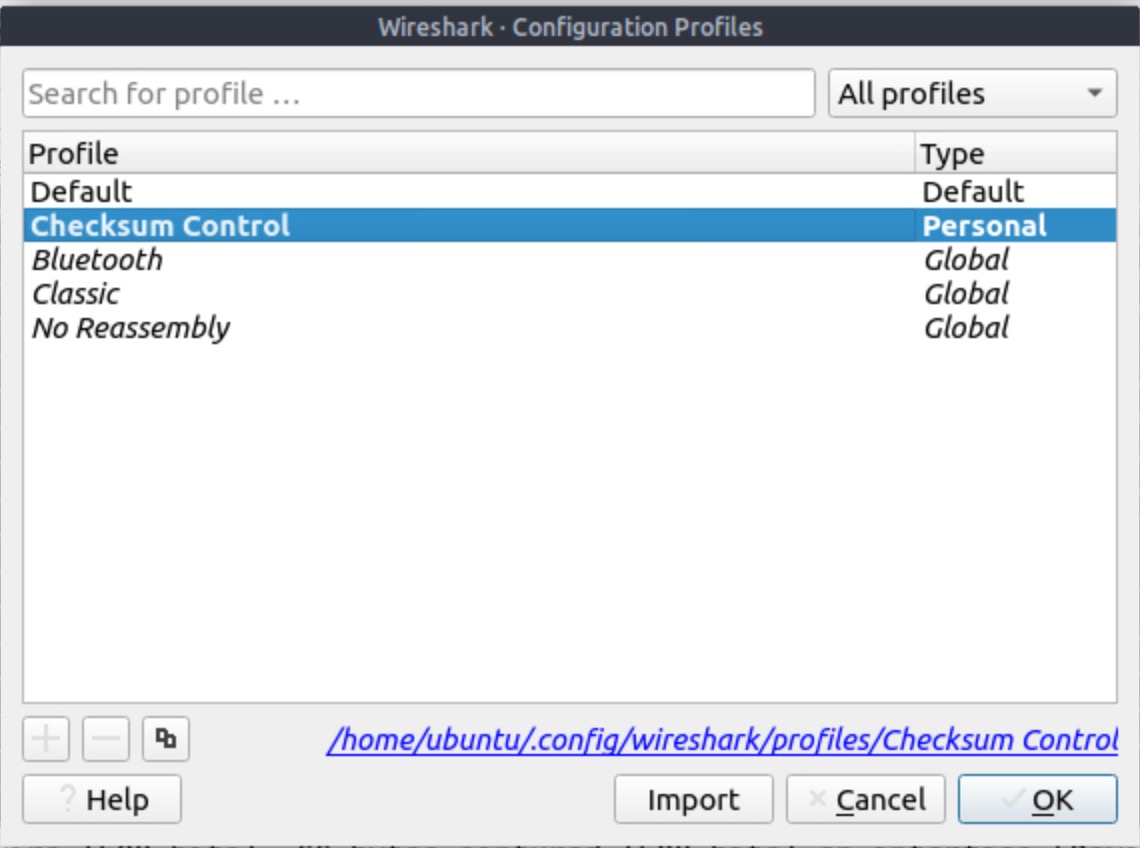 Wireshark · Configuration Profiles
Search for profile ...
All profiles
Profile Type
Default Default
Checksum Control Personal
Bluetooth Global
Classic Global
No Reassembly Global
/home/ubuntu/.config/wireshark/profiles/Checksum Control
? Help Import Cancel OK